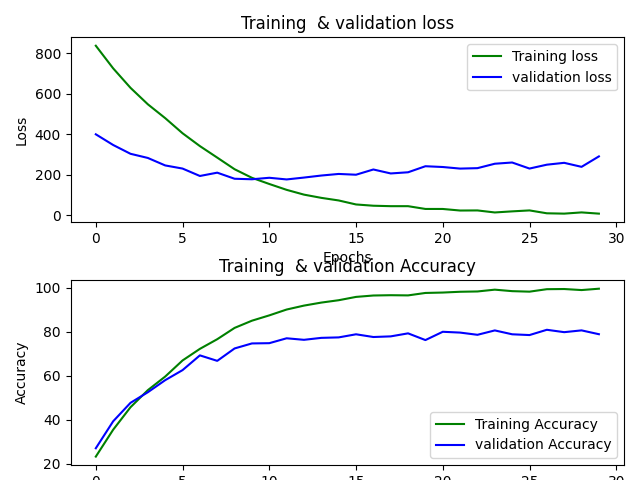 Training  & validation loss
800
600
400
200
0
Loss
Training loss
validation loss
0 5 10 15 20 25 30
Epochs
Training  & validation Accuracy
100
80
60
40
20
Accuracy
Training Accuracy
validation Accuracy
0 5 10 15 20 25 30